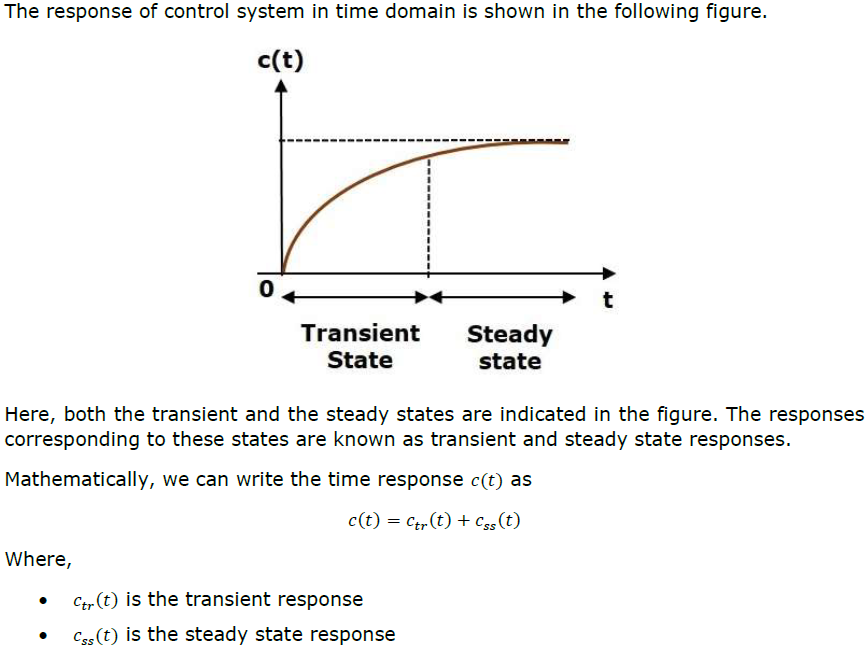 The response of control system in time domain is shown in the following figure.
c(t)
0
t
Transient
State
Steady
state
Here, both the transient and the steady states are indicated in the figure. The responses
corresponding to these states are known as transient and steady state responses.
Mathematically, we can write the time response c(t) as
c(t) = c_tr(t) + c_ss(t)
Where,
• c_tr(t) is the transient response
• c_ss(t) is the steady state response